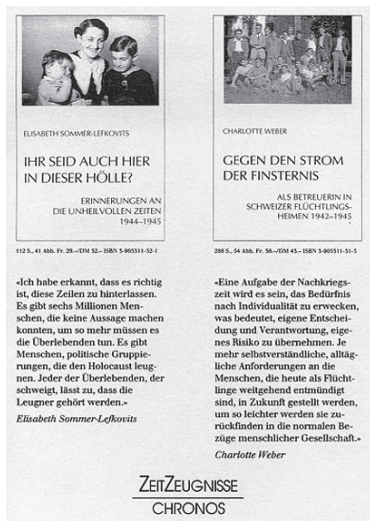 ELISABETH SOMMER-LEFKOVITS
IHR SEID AUCH HIER
IN DIESER HÖLLE?
ERINNERUNGEN AN
DIE UNHEILVOLLEN ZEITEN
1944–1945
112 S., 41 Abb. Fr. 29.–/DM 32.– ISBN 3-905311-52-1
«Ich habe erkannt, dass es richtig
ist, diese Zeilen zu hinterlassen.
Es gibt sechs Millionen Men-
schen, die keine Aussage machen
konnten, um so mehr müssen es
die Überlebenden tun. Es gibt
Menschen, politische Gruppie-
rungen, die den Holocaust leug-
nen. Jeder der Überlebenden, der
schweigt, lässt zu, dass die
Leugner gehört werden.»
Elisabeth Sommer-Lefkovits
CHARLOTTE WEBER
GEGEN DEN STROM
DER FINSTERNIS
ALS BETREUERIN IN
SCHWEIZER FLÜCHTLINGS-
HEIMEN 1942–1945
288 S., 54 Abb. Fr. 38.–/DM 43.– ISBN 3-905311-51-3
«Eine Aufgabe der Nachkriegs-
zeit wird es sein, das Bedürfnis
nach Individualität zu erwecken,
was bedeutet, eigene Entschei-
dung und Verantwortung, eige-
nes Risiko zu übernehmen. Je
mehr selbstverständliche, alltäg-
liche Anforderungen an die
Menschen, die heute als Flücht-
linge weitgehend entmündigt
sind, in Zukunft gestellt werden,
um so leichter werden sie zu-
rückfinden in die normalen Be-
züge menschlicher Gesellschaft.»
Charlotte Weber
ZEITZEUGNISSE
CHRONOS